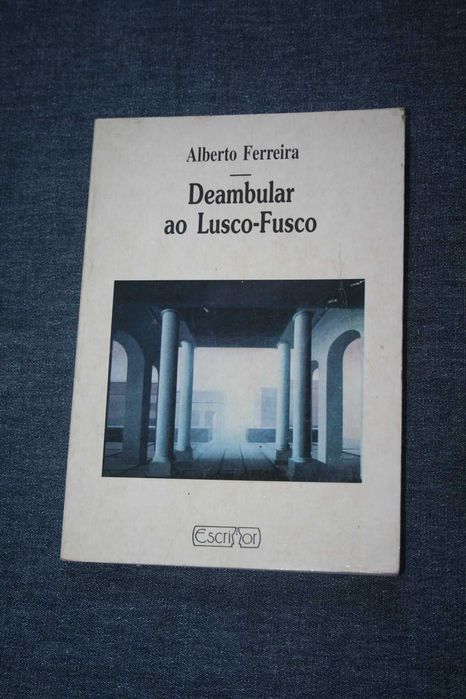 Alberto Ferreira
Deambular
ao Lusco-Fusco
Escritor